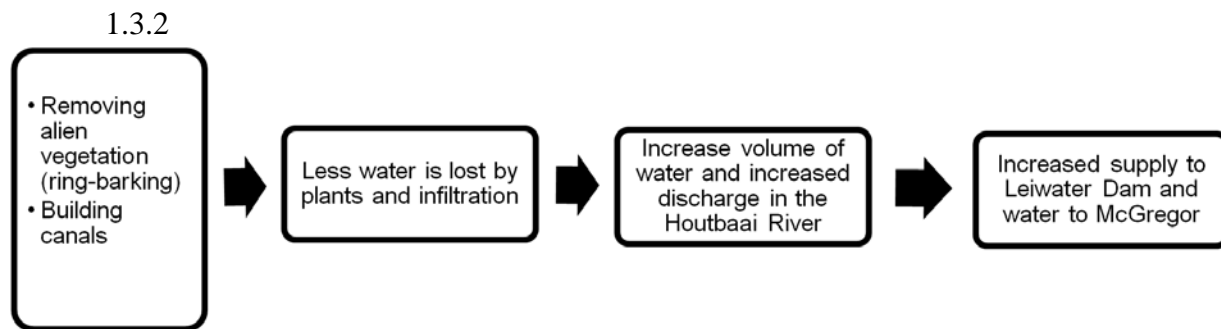 1.3.2
• Removing
alien
vegetation
(ring-barking)
• Building
canals
Less water is lost by
plants and infiltration
Increase volume of
water and increased
discharge in the
Houtbaai River
Increased supply to
Leiwater Dam and
water to McGregor